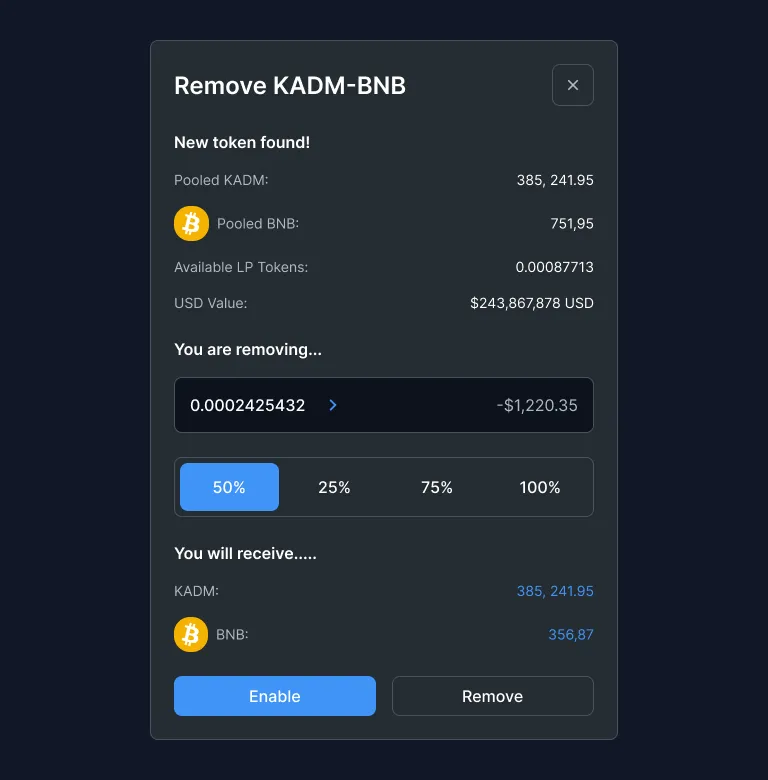 Remove KADM-BNB
New token found!
Pooled KADM: 385, 241.95
Pooled BNB: 751,95
Available LP Tokens: 0.00087713
USD Value: $243,867,878 USD
You are removing...
0.0002425432 -$1,220.35
50% 25% 75% 100%
You will receive.....
KADM: 385, 241.95
BNB: 356,87
Enable Remove